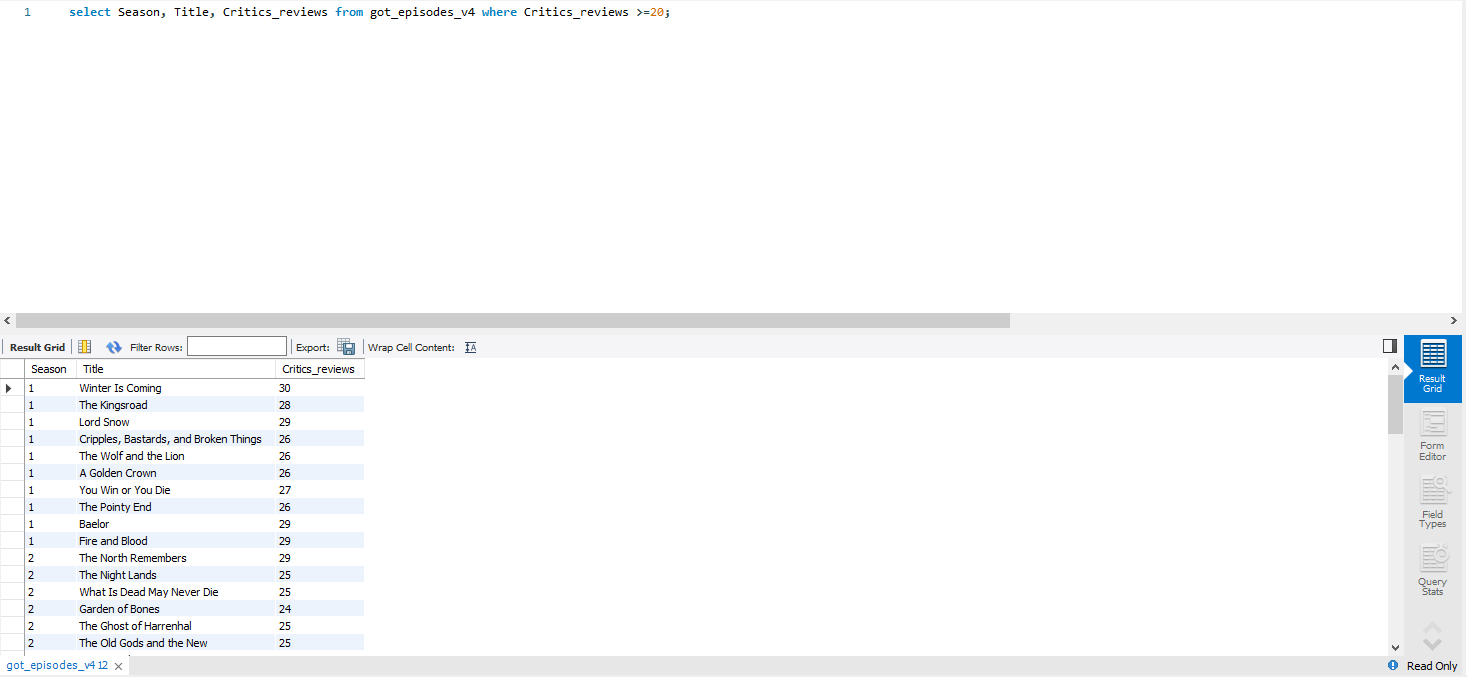 1 select Season, Title, Critics_reviews from got_episodes_v4 where Critics_reviews >=20;
Result Grid Filter Rows: Export: Wrap Cell Content: IA
Season Title Critics_reviews
1 Winter Is Coming 30
1 The Kingsroad 28
1 Lord Snow 29
1 Cripples, Bastards, and Broken Things 26
1 The Wolf and the Lion 26
1 A Golden Crown 26
1 You Win or You Die 27
1 The Pointy End 26
1 Baelor 29
1 Fire and Blood 29
2 The North Remembers 29
2 The Night Lands 25
2 What Is Dead May Never Die 25
2 Garden of Bones 24
2 The Ghost of Harrenhal 25
2 The Old Gods and the New 25
Result
Grid
Form
Editor
Field
Types
Query
Stats
got_episodes_v4 12
Read Only